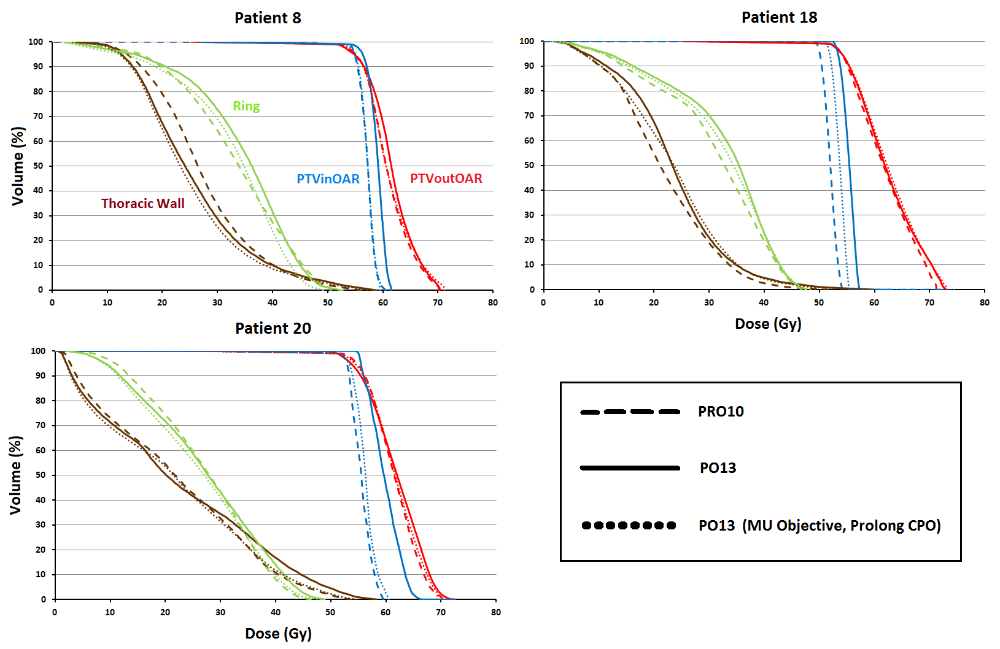 Patient 8
Volume (%)
100
90
80
70
60
50
40
30
20
10
0
Ring
PTVinOAR
PTVoutOAR
Thoracic Wall
0 10 20 30 40 50 60 70 80
Patient 18
100
90
80
70
60
50
40
30
20
10
0
0 10 20 30 40 50 60 70 80
Dose (Gy)
Patient 20
Volume (%)
100
90
80
70
60
50
40
30
20
10
0
0 10 20 30 40 50 60 70 80
Dose (Gy)
PRO10
PO13
PO13 (MU Objective, Prolong CPO)